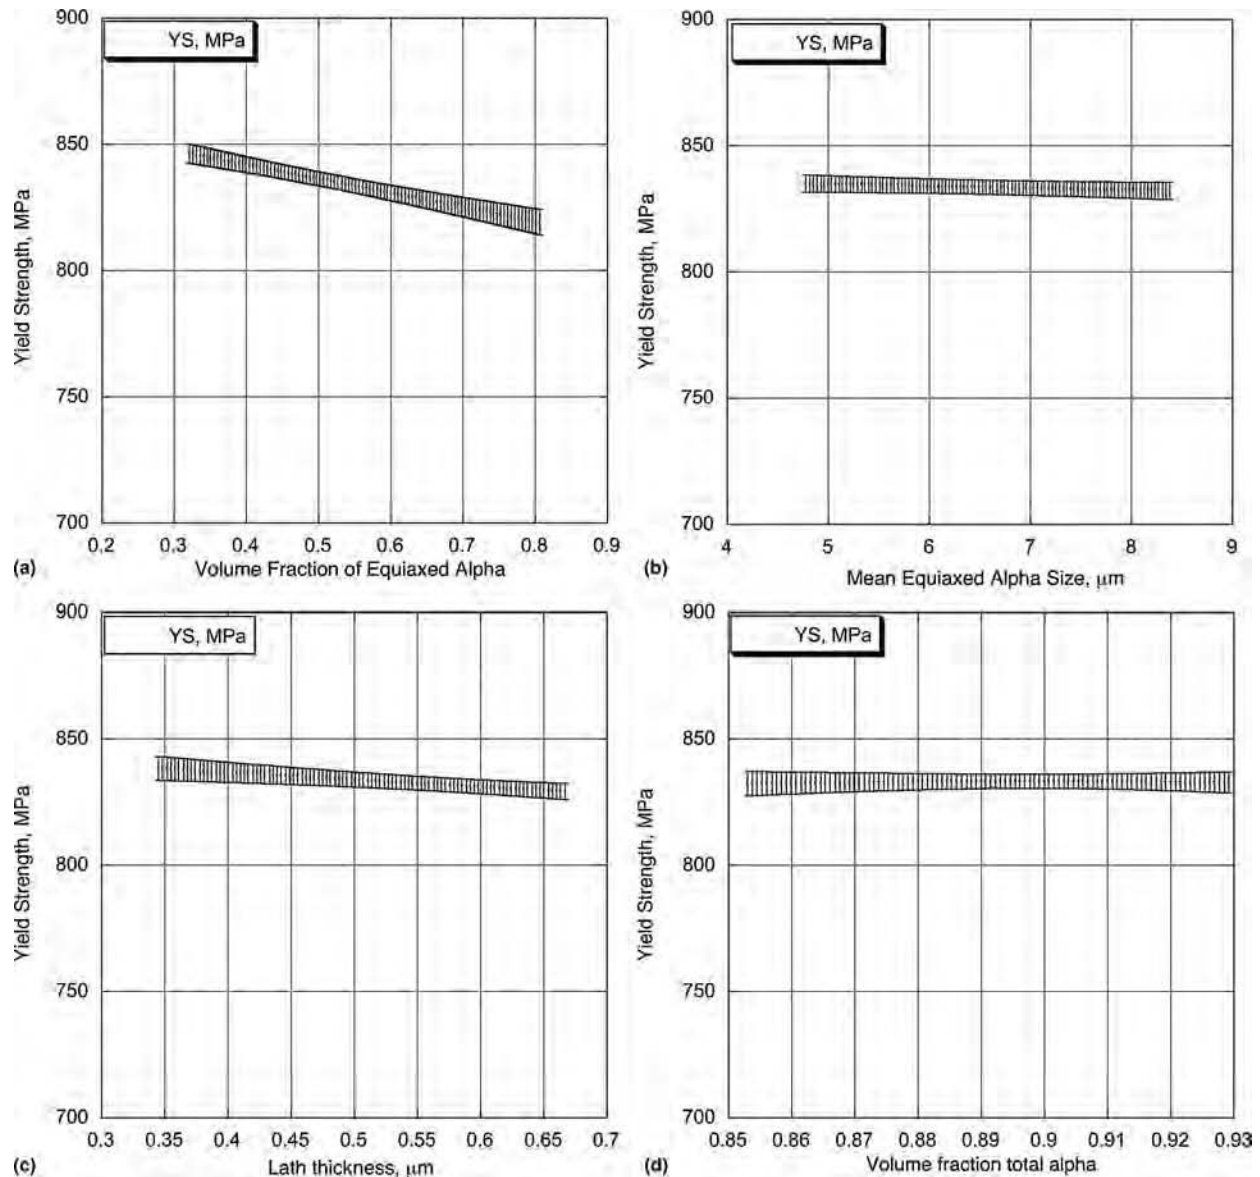 900
YS, MPa
850
800
750
700
Yield Strength, MPa
0.2 0.3 0.4 0.5 0.6 0.7 0.8 0.9
(a) Volume Fraction of Equiaxed Alpha
900
YS, MPa
850
800
750
700
Yield Strength, MPa
4 5 6 7 8 9
(b) Mean Equiaxed Alpha Size, μm
900
YS, MPa
850
800
750
700
Yield Strength, MPa
0.3 0.35 0.4 0.45 0.5 0.55 0.6 0.65 0.7
(c) Lath thickness, μm
900
YS, MPa
850
800
750
700
Yield Strength, MPa
0.85 0.86 0.87 0.88 0.89 0.9 0.91 0.92 0.93
(d) Volume fraction total alpha